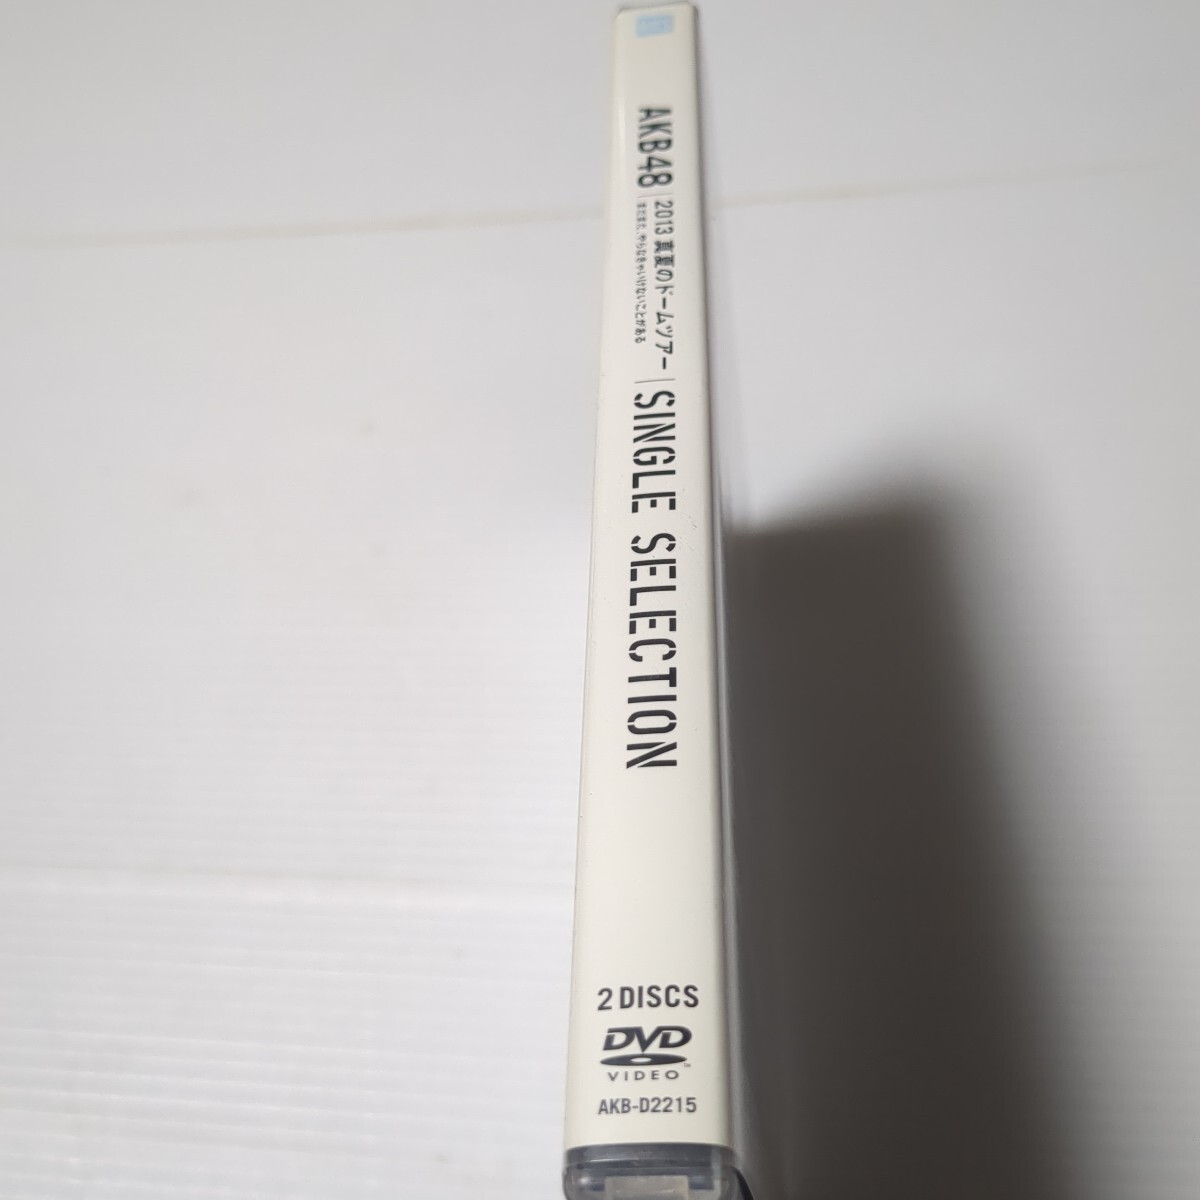 AKB48
2013 真夏のドームツアー
まだまだ、やらなきゃいけないことがある
SINGLE SELECTION
2 DISCS
DVD
VIDEO
AKB-D2215